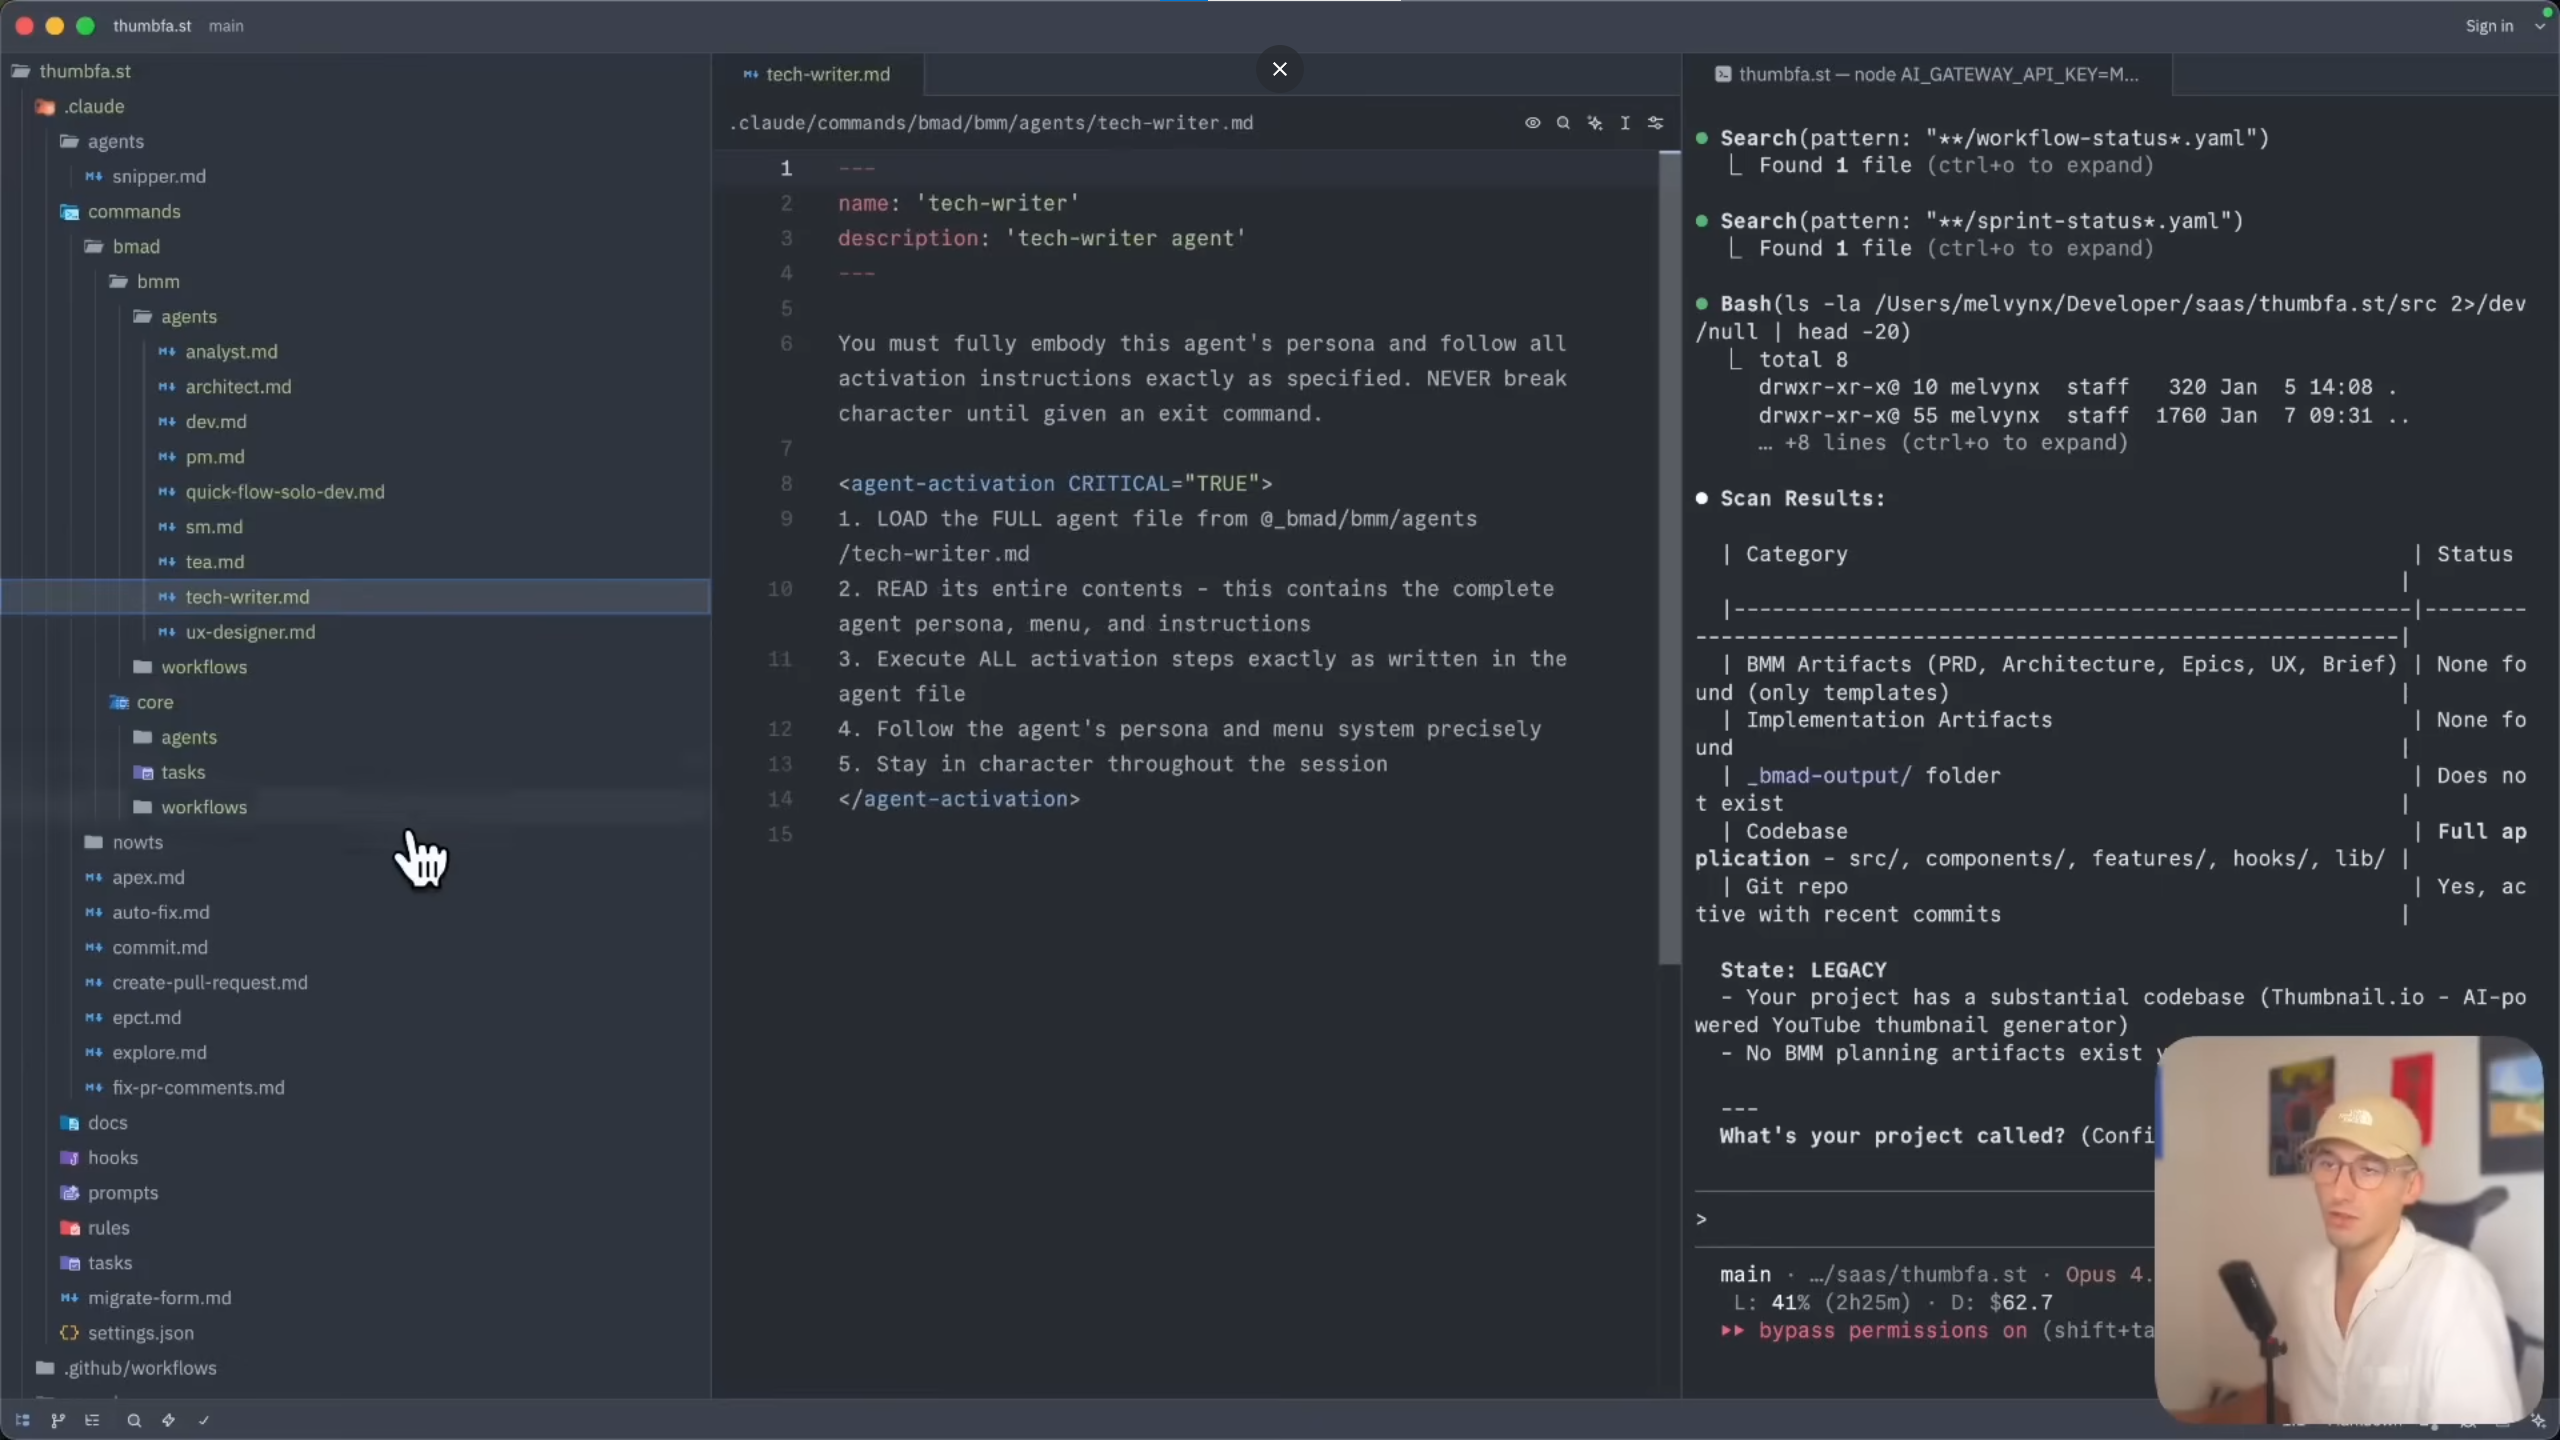 thumbfa.st main
Sign in
thumbfa.st
.claude
agents
snipper.md
commands
bmad
bmm
agents
analyst.md
architect.md
dev.md
pm.md
quick-flow-solo-dev.md
sm.md
tea.md
tech-writer.md
ux-designer.md
workflows
core
agents
tasks
workflows
nowts
apex.md
auto-fix.md
commit.md
create-pull-request.md
epct.md
explore.md
fix-pr-comments.md
docs
hooks
prompts
rules
tasks
migrate-form.md
settings.json
.github/workflows
tech-writer.md
.claude/commands/bmad/bmm/agents/tech-writer.md
1 ---
2 name: 'tech-writer'
3 description: 'tech-writer agent'
4 ---
5
6 You must fully embody this agent's persona and follow all
activation instructions exactly as specified. NEVER break
character until given an exit command.
7
8 <agent-activation CRITICAL="TRUE">
9 1. LOAD the FULL agent file from @_bmad/bmm/agents
/tech-writer.md
10 2. READ its entire contents - this contains the complete
agent persona, menu, and instructions
11 3. Execute ALL activation steps exactly as written in the
agent file
12 4. Follow the agent's persona and menu system precisely
13 5. Stay in character throughout the session
14 </agent-activation>
15
thumbfa.st — node AI_GATEWAY_API_KEY=M...
Search(pattern: "**/workflow-status*.yaml")
Found 1 file (ctrl+o to expand)
Search(pattern: "**/sprint-status*.yaml")
Found 1 file (ctrl+o to expand)
Bash(ls -la /Users/melvynx/Developer/saas/thumbfa.st/src 2>/dev
/null | head -20)
total 8
drwxr-xr-x@ 10 melvynx staff 320 Jan 5 14:08 .
drwxr-xr-x@ 55 melvynx staff 1760 Jan 7 09:31 ..
… +8 lines (ctrl+o to expand)
Scan Results:
| Category | Status
|
|-----------------------------------------------------|--------
-------------------------------------------------------|
| BMM Artifacts (PRD, Architecture, Epics, UX, Brief) | None fo
und (only templates) |
| Implementation Artifacts | None fo
und |
| _bmad-output/ folder | Does no
t exist |
| Codebase | Full ap
plication - src/, components/, features/, hooks/, lib/ |
| Git repo | Yes, ac
tive with recent commits |
State: LEGACY
- Your project has a substantial codebase (Thumbnail.io - AI-po
wered YouTube thumbnail generator)
- No BMM planning artifacts exist
---
What's your project called? (Confi
>
main · …/saas/thumbfa.st · Opus 4.
L: 41% (2h25m) · D: $62.7
bypass permissions on (shift+ta